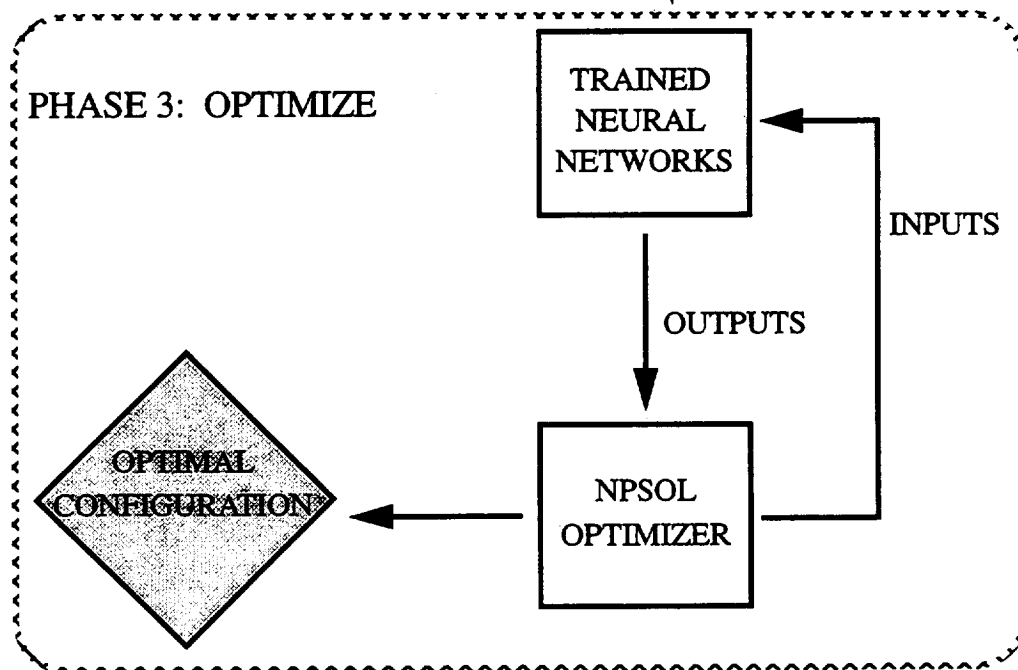 PHASE 3: OPTIMIZE
TRAINED
NEURAL
NETWORKS
INPUTS
OUTPUTS
OPTIMAL
CONFIGURATION
NPSOL
OPTIMIZER